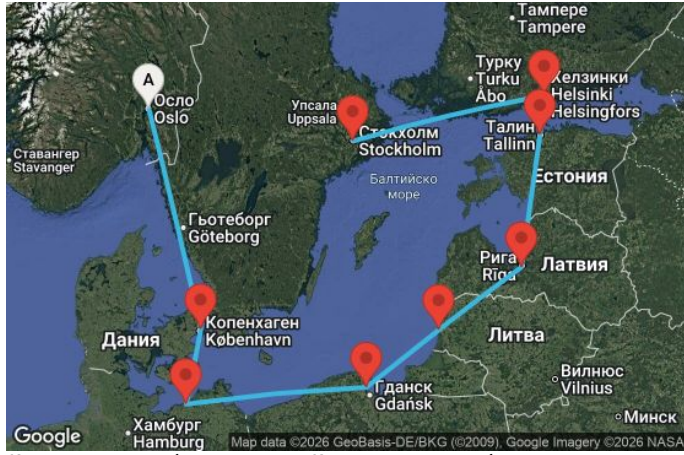 Тампере
Tampere
A
Осло
Oslo
Турку
Turku
Åbo
Хелзинки
Helsinki
Helsingfors
Упсала
Uppsala
Стокхолм
Stockholm
Талин
Tallinn
Ставангер
Stavanger
Балтийско
море
Естония
Гьотеборг
Göteborg
Рига
Rīga
Латвия
Дания
Копенхаген
København
Литва
Вилнюс
Vilnius
Гданск
Gdańsk
Минск
Хамбург
Hamburg
Google
Map data ©2026 GeoBasis-DE/BKG (©2009), Google Imagery ©2026 NASA